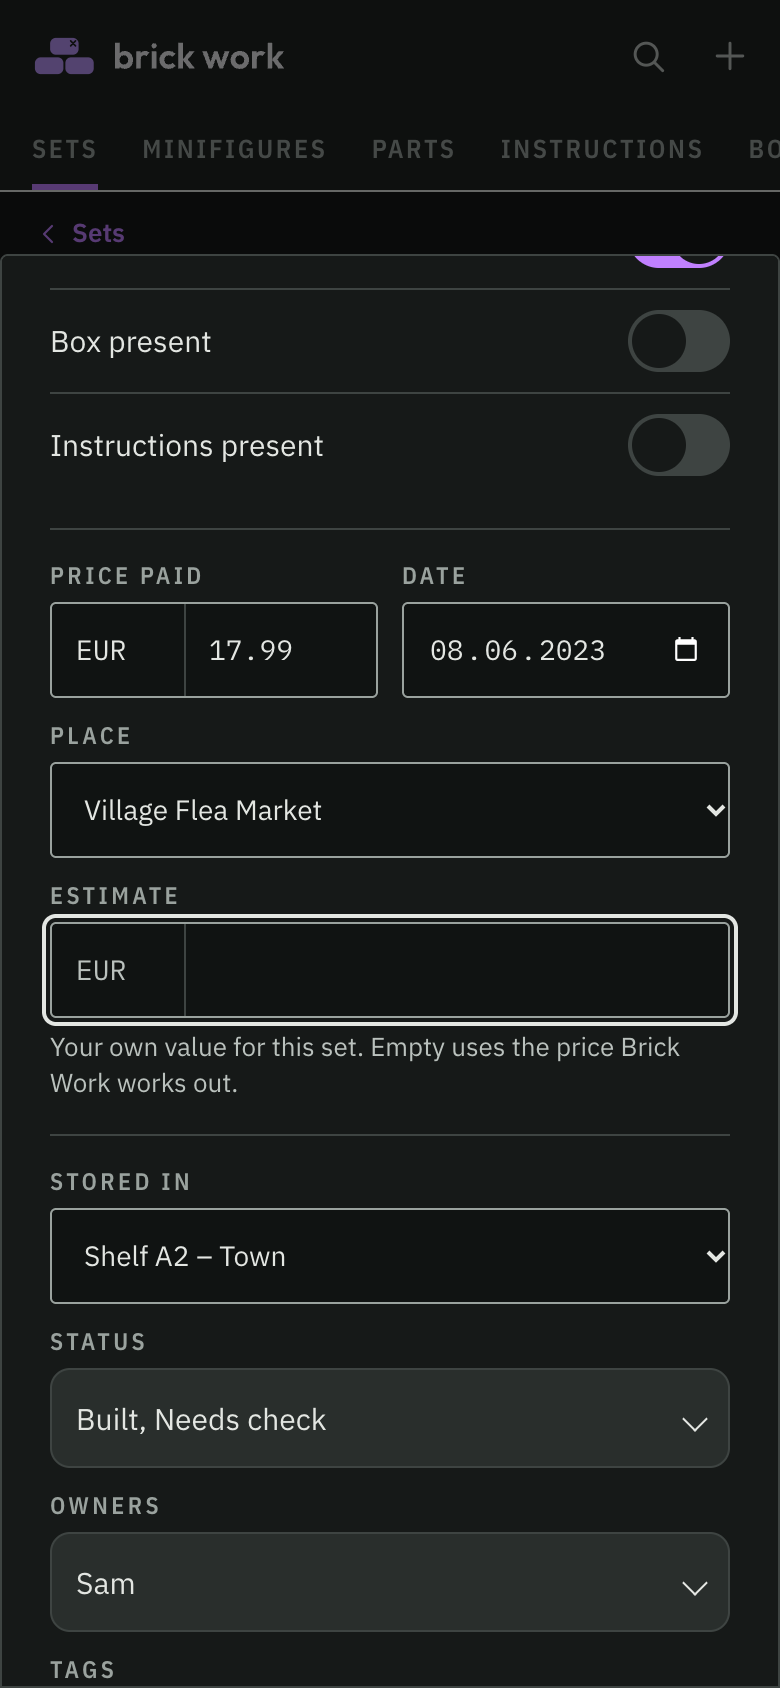 brick work
SETS MINIFIGURES PARTS INSTRUCTIONS BO
Sets
Box present
Instructions present
PRICE PAID DATE
EUR 17.99 08.06.2023
PLACE
Village Flea Market
ESTIMATE
EUR
Your own value for this set. Empty uses the price Brick
Work works out.
STORED IN
Shelf A2 – Town
STATUS
Built, Needs check
OWNERS
Sam
TAGS